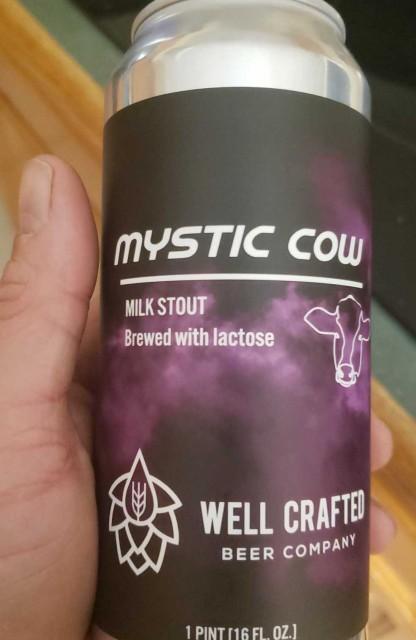 MYSTIC COW
MILK STOUT
Brewed with lactose
WELL CRAFTED
BEER COMPANY
1 PINT [16 FL. OZ.]